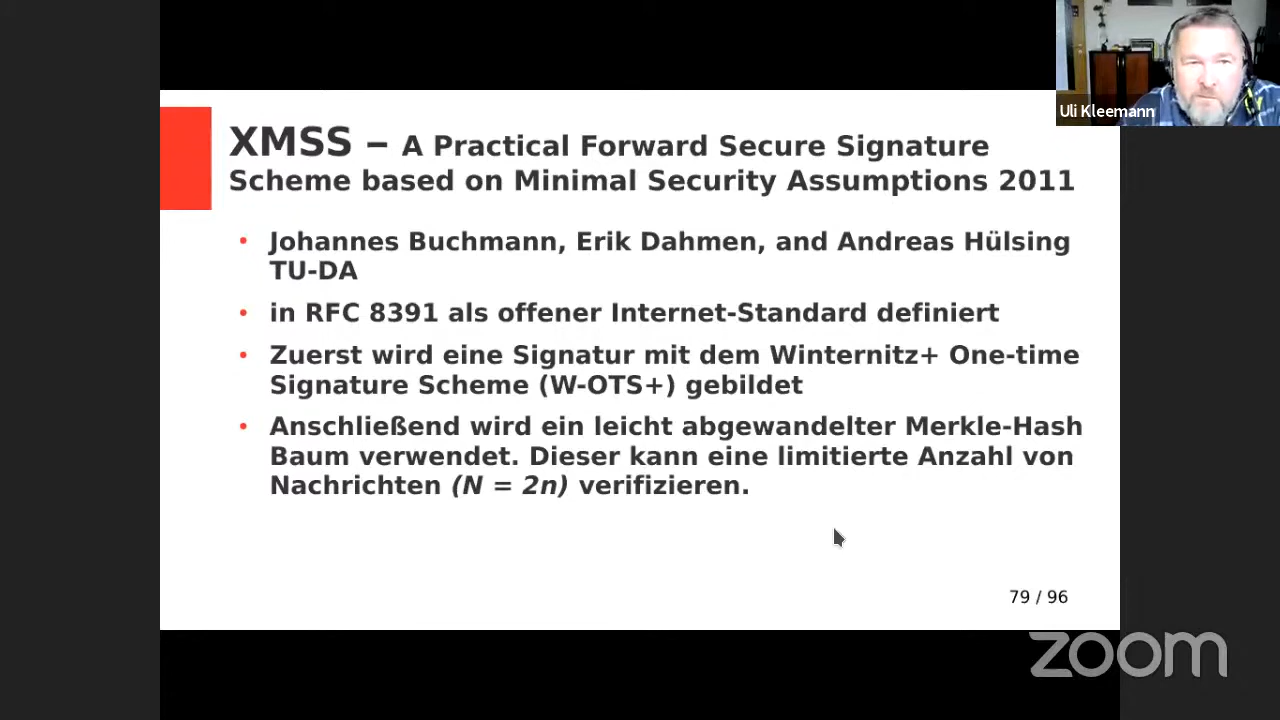 Uli Kleemann
XMSS – A Practical Forward Secure Signature
Scheme based on Minimal Security Assumptions 2011
• Johannes Buchmann, Erik Dahmen, and Andreas Hülsing
TU-DA
• in RFC 8391 als offener Internet-Standard definiert
• Zuerst wird eine Signatur mit dem Winternitz+ One-time
Signature Scheme (W-OTS+) gebildet
• Anschließend wird ein leicht abgewandelter Merkle-Hash
Baum verwendet. Dieser kann eine limitierte Anzahl von
Nachrichten (N = 2n) verifizieren.
79 / 96
zoom